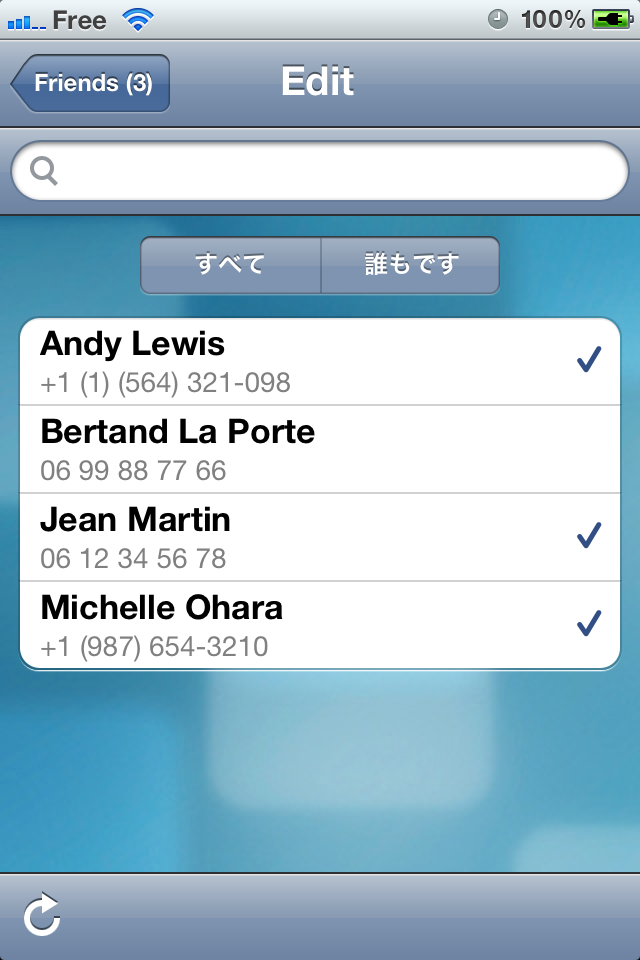 Free 100%
Friends (3) Edit
すべて 誰もです
Andy Lewis
+1 (1) (564) 321-098
Bertand La Porte
06 99 88 77 66
Jean Martin
06 12 34 56 78
Michelle Ohara
+1 (987) 654-3210